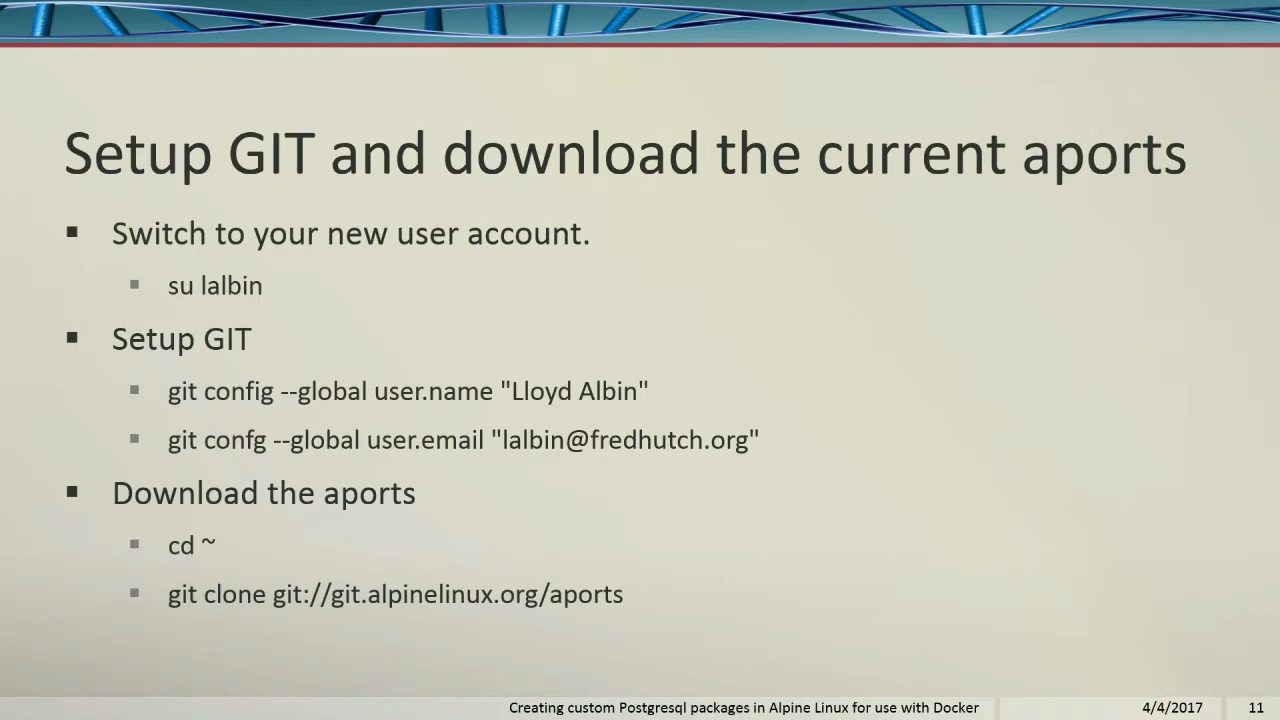 Setup GIT and download the current aports
▪ Switch to your new user account.
▪ su lalbin
▪ Setup GIT
▪ git config --global user.name "Lloyd Albin"
▪ git confg --global user.email "lalbin@fredhutch.org"
▪ Download the aports
▪ cd ~
▪ git clone git://git.alpinelinux.org/aports
Creating custom Postgresql packages in Alpine Linux for use with Docker 4/4/2017 11